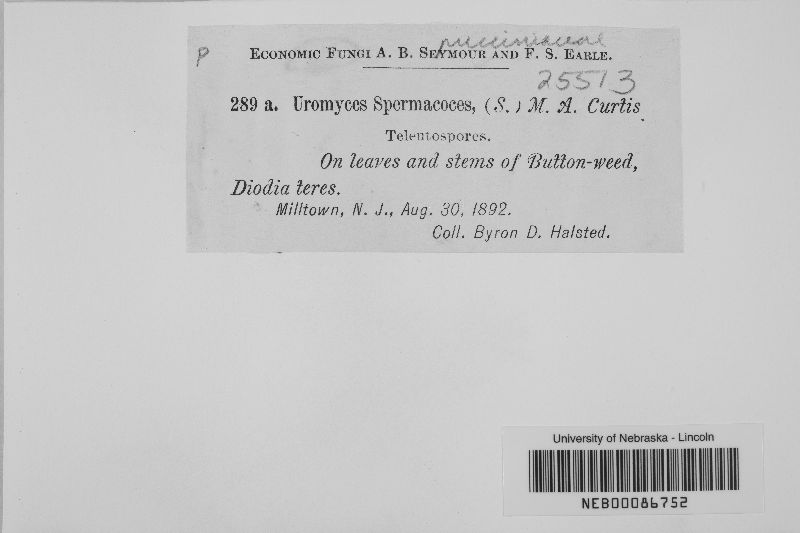 pucciniaceae
P
ECONOMIC FUNGI A. B. SEYMOUR AND F. S. EARLE.
25513
289 a. Uromyces Spermacoces, (S.) M. A. Curtis
Teleutospores.
On leaves and stems of Button-weed,
Diodia teres.
Milltown, N. J., Aug. 30, 1892.
Coll. Byron D. Halsted.
University of Nebraska - Lincoln
NEB00086752